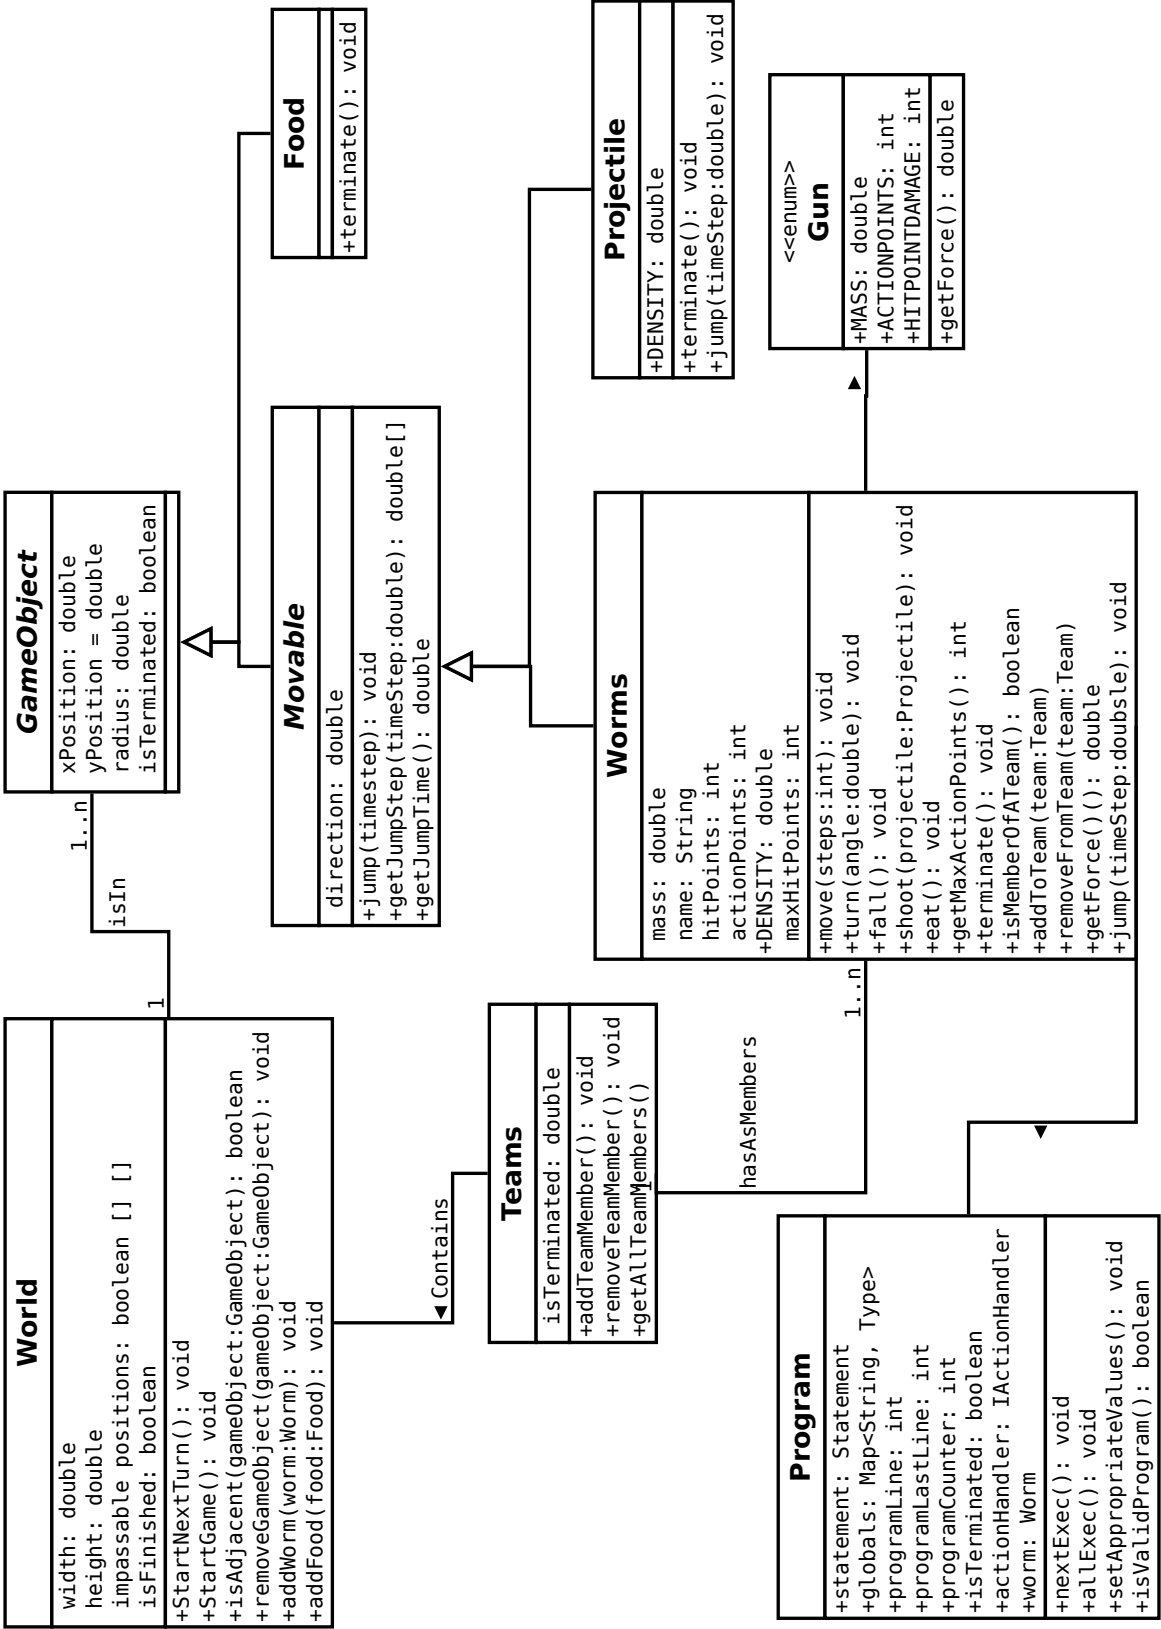 World
width: double
height: double
impassable positions: boolean [] []
isFinished: boolean
+StartNextTurn(): void
+StartGame(): void
+isAdjacent(gameObject:GameObject): boolean
+removeGameObject(gameObject:GameObject): void
+addWorm(worm:Worm): void
+addFood(food:Food): void
1
isIn
1..n
GameObject
xPosition: double
yPosition = double
radius: double
isTerminated: boolean
Food
+terminate(): void
Movable
direction: double
+jump(timestep): void
+getJumpStep(timeStep:double): double[]
+getJumpTime(): double
Contains
Teams
isTerminated: double
+addTeamMember(): void
+removeTeamMember(): void
+getAllTeamMembers()
1
hasAsMembers
1..n
Worms
mass: double
name: String
hitPoints: int
actionPoints: int
+DENSITY: double
maxHitPoints: int
+move(steps:int): void
+turn(angle:double): void
+fall(): void
+shoot(projectile:Projectile): void
+eat(): void
+getMaxActionPoints(): int
+terminate(): void
+isMemberOfATeam(): boolean
+addToTeam(team:Team)
+removeFromTeam(team:Team)
+getForce()(): double
+jump(timeStep:doubsle): void
Projectile
+DENSITY: double
+terminate(): void
+jump(timeStep:double): void
<<enum>>
Gun
+MASS: double
+ACTIONPOINTS: int
+HITPOINTDAMAGE: int
+getForce(): double
Program
+statement: Statement
+globals: Map<String, Type>
+programLine: int
+programLastLine: int
+programCounter: int
+isTerminated: boolean
+actionHandler: IActionHandler
+worm: Worm
+nextExec(): void
+allExec(): void
+setAppropriateValues(): void
+isValidProgram(): boolean